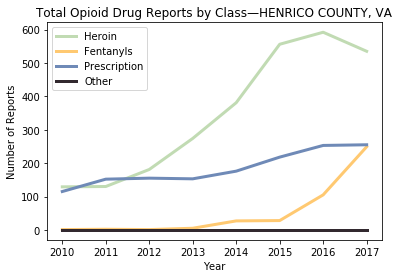 Total Opioid Drug Reports by Class—HENRICO COUNTY, VA
Heroin
Fentanyls
Prescription
Other
Number of Reports
600
500
400
300
200
100
0
2010 2011 2012 2013 2014 2015 2016 2017
Year